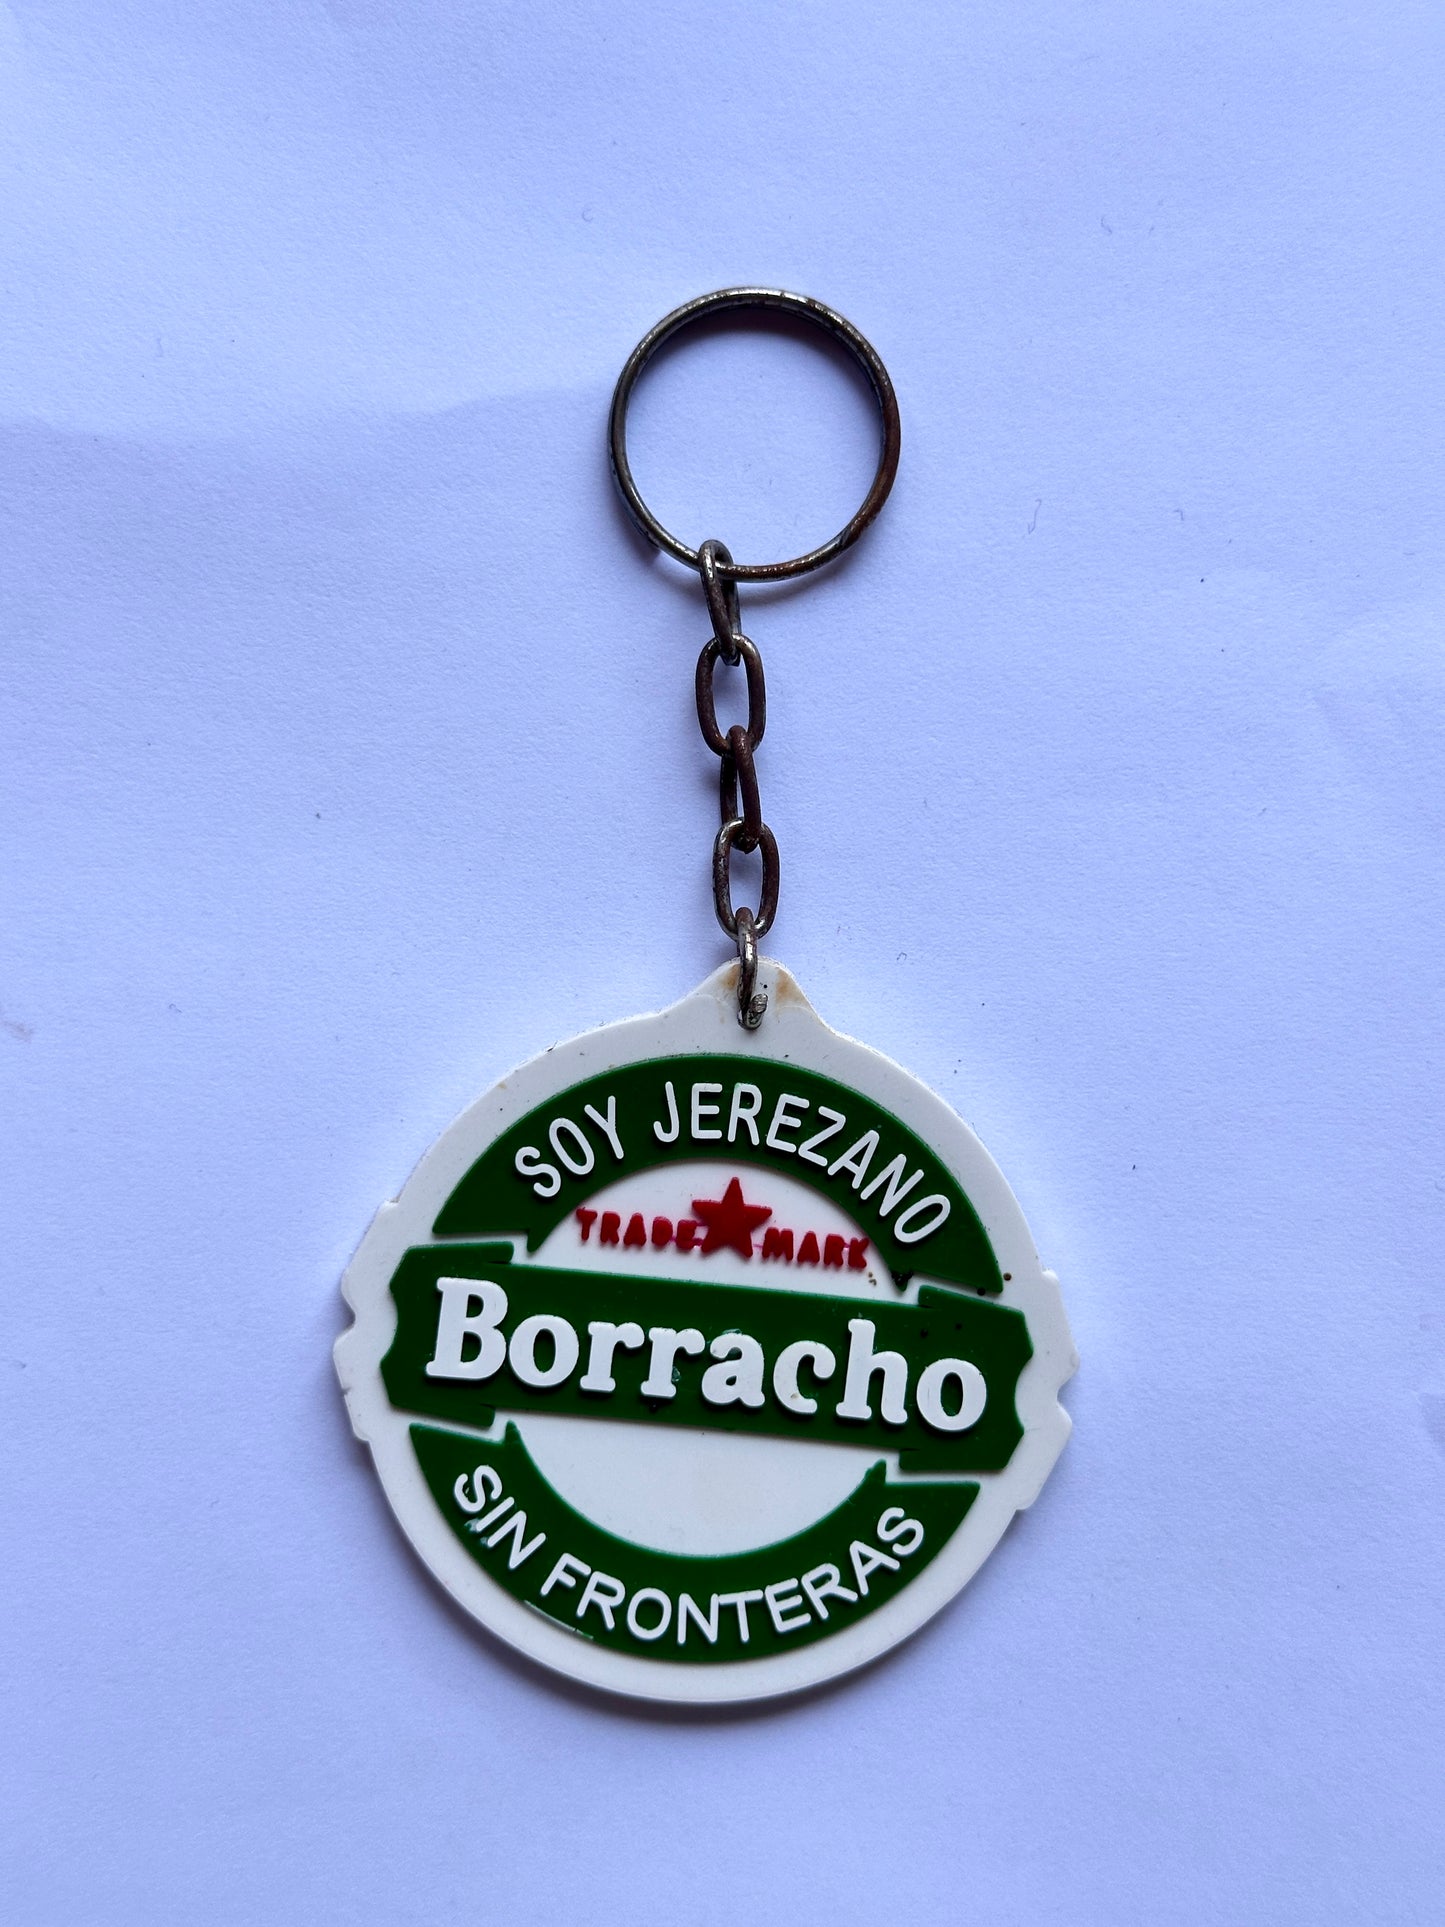 SOY JEREZANO
TRADE MARK
Borracho
SIN FRONTERAS